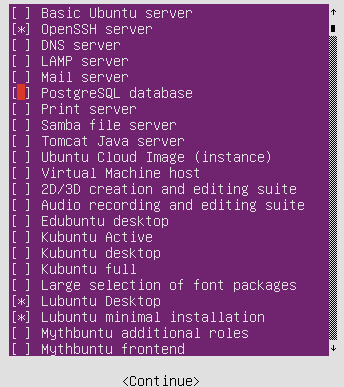 [ ] Basic Ubuntu server
[*] OpenSSH server
[ ] DNS server
[ ] LAMP server
[ ] Mail server
[ ] PostgreSQL database
[ ] Print server
[ ] Samba file server
[ ] Tomcat Java server
[ ] Ubuntu Cloud Image (instance)
[ ] Virtual Machine host
[ ] 2D/3D creation and editing suite
[ ] Audio recording and editing suite
[ ] Edubuntu desktop
[ ] Kubuntu Active
[ ] Kubuntu desktop
[ ] Kubuntu full
[ ] Large selection of font packages
[*] Lubuntu Desktop
[*] Lubuntu minimal installation
[ ] Mythbuntu additional roles
[ ] Mythbuntu frontend
<Continue>